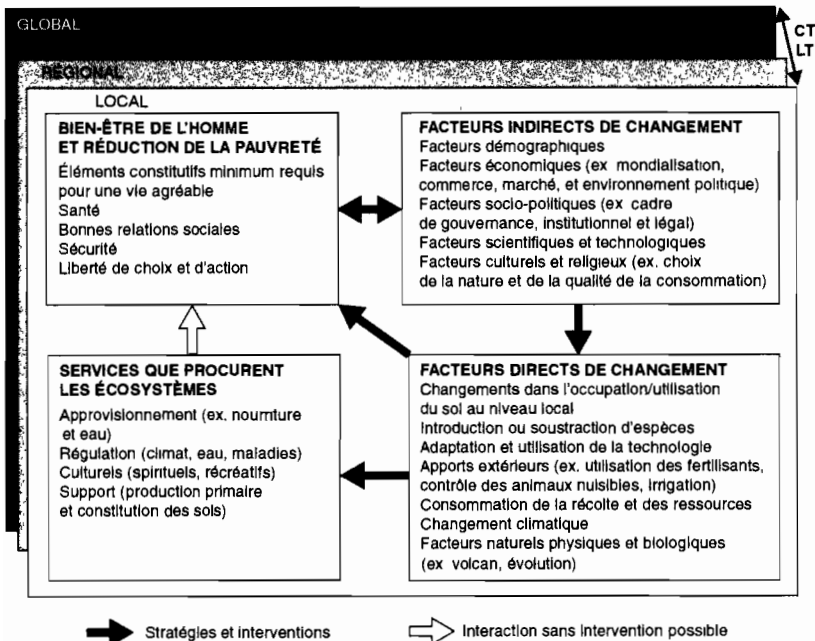 GLOBAL
CT
LT
RÉGIONAL
LOCAL
BIEN-ÊTRE DE L'HOMME
ET RÉDUCTION DE LA PAUVRETÉ
Éléments constitutifs minimum requis
pour une vie agréable
Santé
Bonnes relations sociales
Sécurité
Liberté de choix et d'action
FACTEURS INDIRECTS DE CHANGEMENT
Facteurs démographiques
Facteurs économiques (ex mondialisation,
commerce, marché, et environnement politique)
Facteurs socio-politiques (ex cadre
de gouvernance, institutionnel et légal)
Facteurs scientifiques et technologiques
Facteurs culturels et religieux (ex. choix
de la nature et de la qualité de la consommation)
SERVICES QUE PROCURENT
LES ÉCOSYSTÈMES
Approvisionnement (ex. nourriture
et eau)
Régulation (climat, eau, maladies)
Culturels (spirituels, récréatifs)
Support (production primaire
et constitution des sols)
FACTEURS DIRECTS DE CHANGEMENT
Changements dans l'occupation/utilisation
du sol au niveau local
Introduction ou soustraction d'espèces
Adaptation et utilisation de la technologie
Apports extérieurs (ex. utilisation des fertilisants,
contrôle des animaux nuisibles, irrigation)
Consommation de la récolte et des ressources
Changement climatique
Facteurs naturels physiques et biologiques
(ex volcan, évolution)
Stratégies et interventions
Interaction sans intervention possible